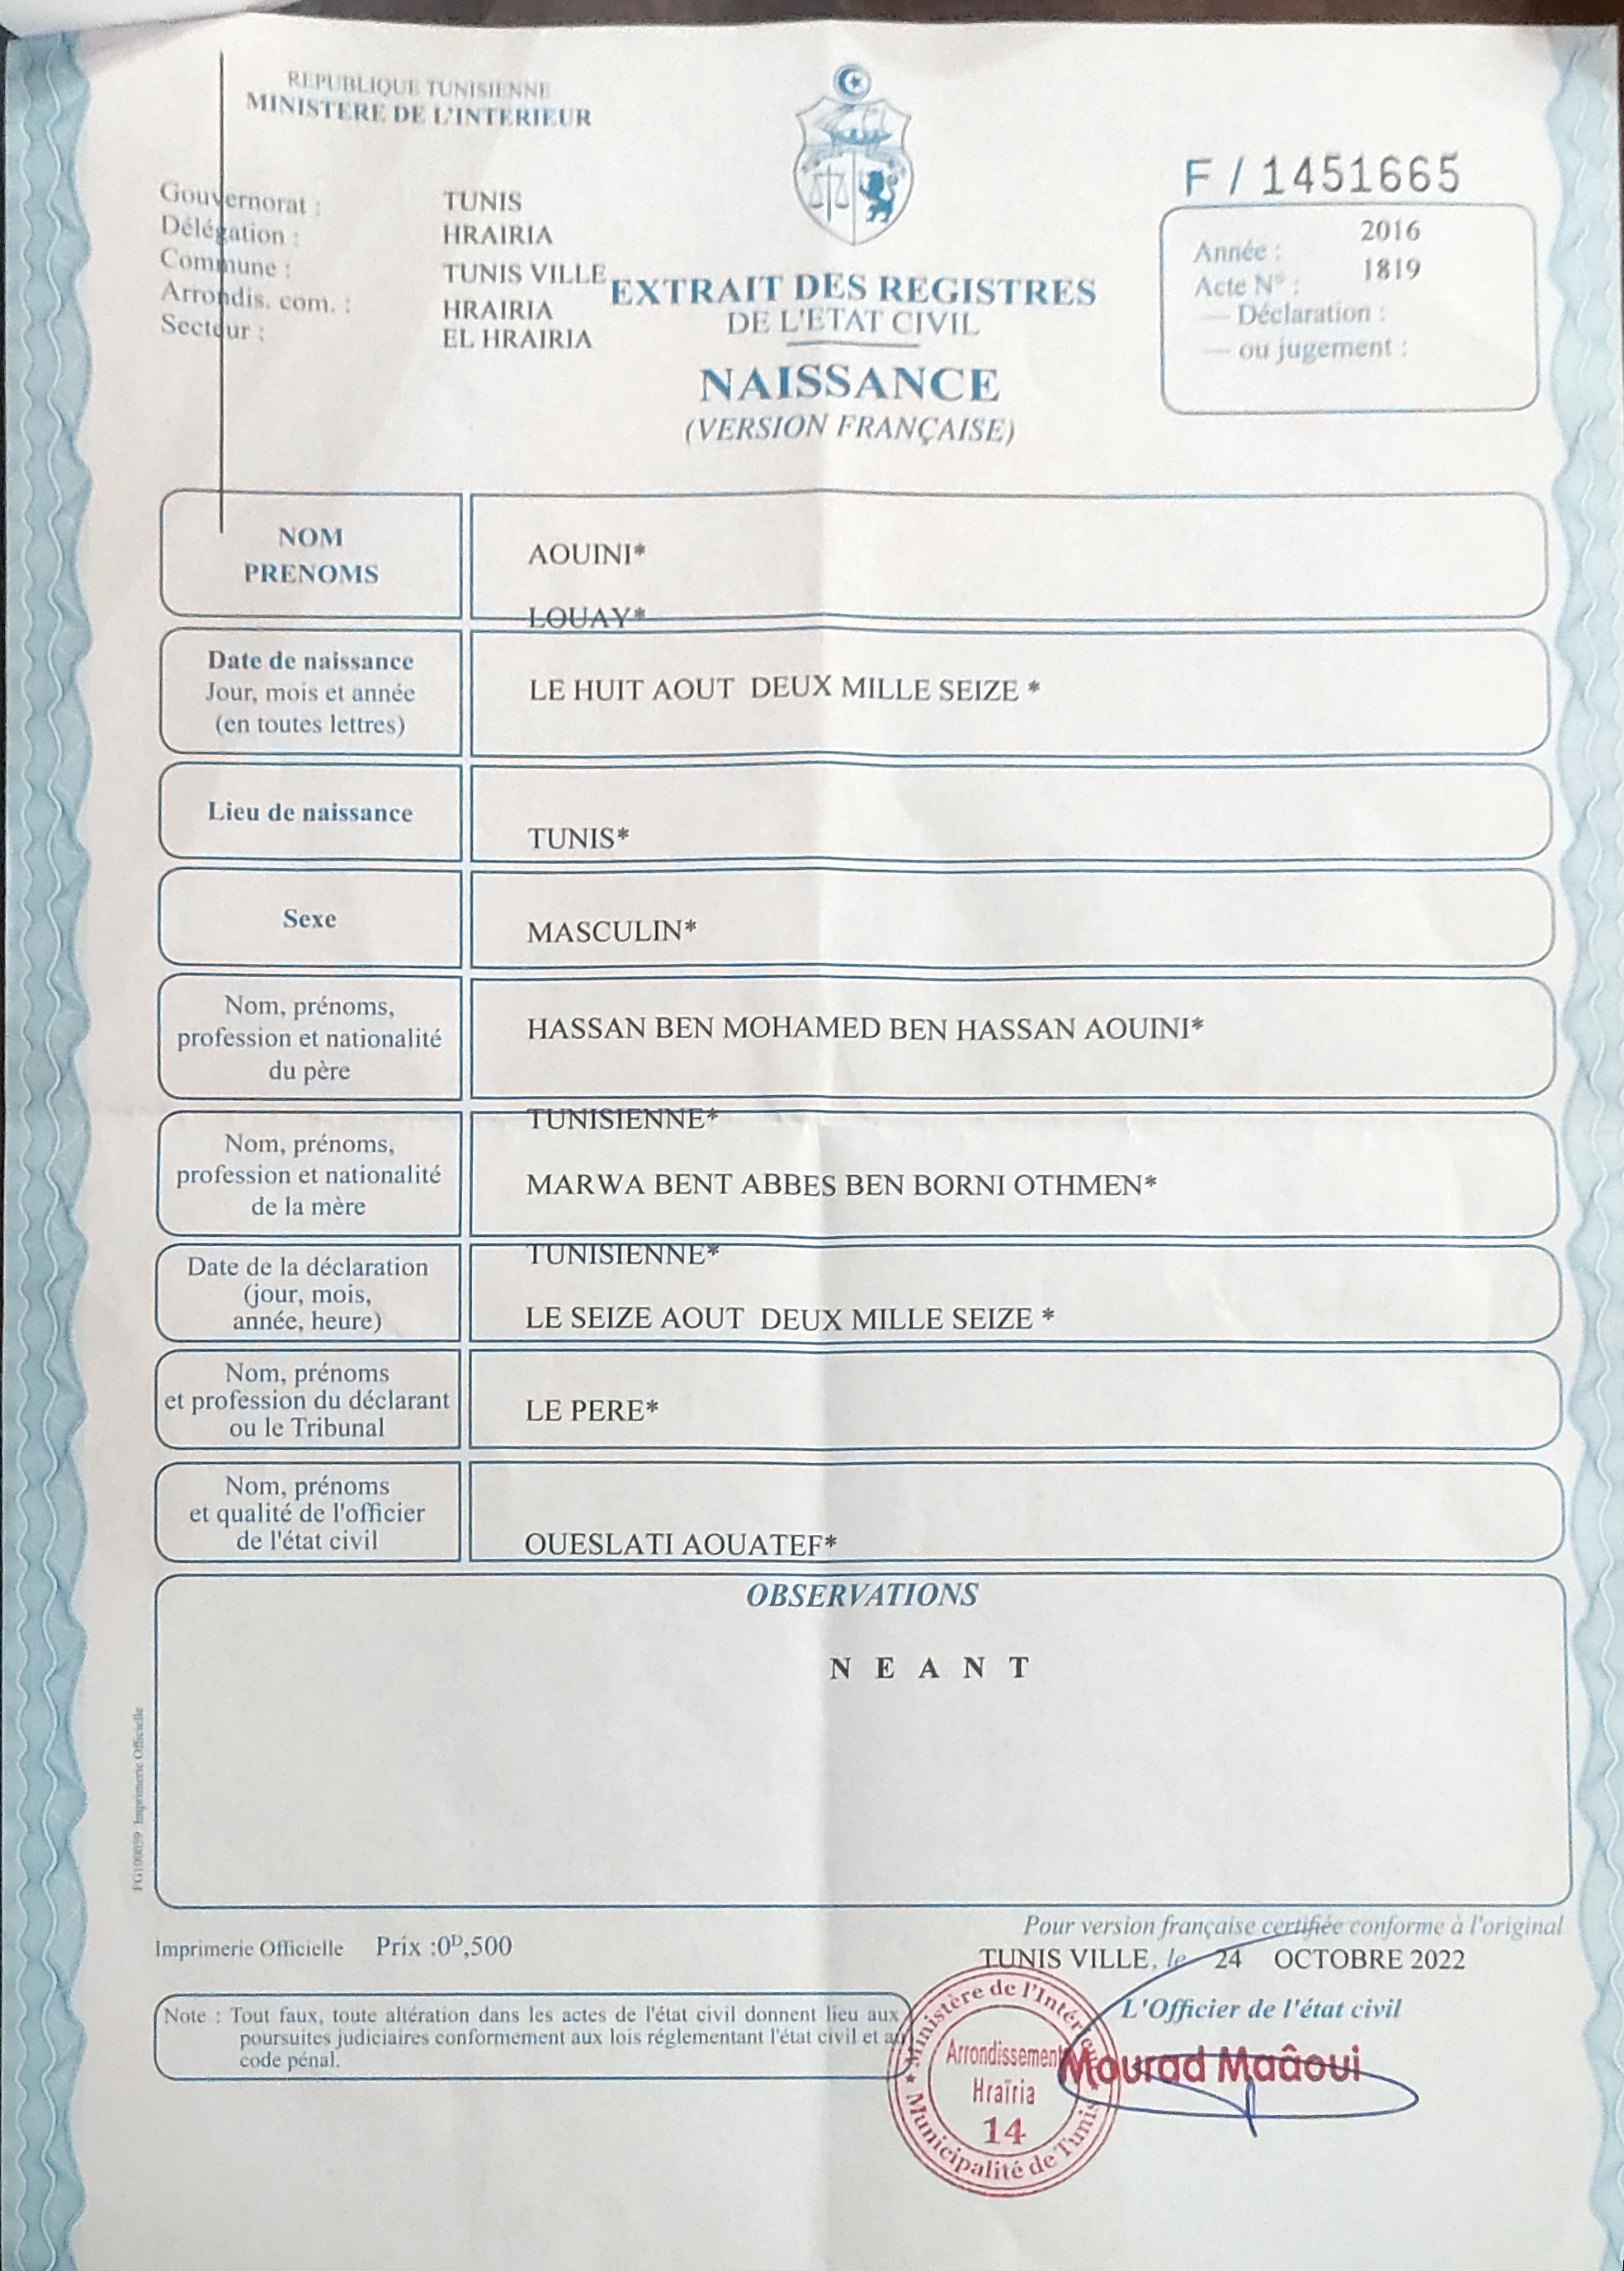 REPUBLIQUE TUNISIENNE
MINISTERE DE L'INTERIEUR
Gouvernorat : TUNIS
Délégation : HRAIRIA
Commune : TUNIS VILLE
Arrondis. com. : HRAIRIA
Secteur : EL HRAIRIA
EXTRAIT DES REGISTRES
DE L'ETAT CIVIL
NAISSANCE
(VERSION FRANÇAISE)
F / 1451665
Année : 2016
Acte N° : 1819
— Déclaration :
— ou jugement :
NOM
PRENOMS
AOUINI*
LOUAY*
Date de naissance
Jour, mois et année
(en toutes lettres)
LE HUIT AOUT DEUX MILLE SEIZE *
Lieu de naissance
TUNIS*
Sexe
MASCULIN*
Nom, prénoms,
profession et nationalité
du père
HASSAN BEN MOHAMED BEN HASSAN AOUINI*
TUNISIENNE*
Nom, prénoms,
profession et nationalité
de la mère
MARWA BENT ABBES BEN BORNI OTHMEN*
TUNISIENNE*
Date de la déclaration
(jour, mois,
année, heure)
LE SEIZE AOUT DEUX MILLE SEIZE *
Nom, prénoms
et profession du déclarant
ou le Tribunal
LE PERE*
Nom, prénoms
et qualité de l'officier
de l'état civil
OUESLATI AOUATEF*
OBSERVATIONS
N E A N T
FG100059 Imprimerie Officielle
Imprimerie Officielle Prix :0D,500
Pour version française certifiée conforme à l'original
TUNIS VILLE, le 24 OCTOBRE 2022
L'Officier de l'état civil
Mourad Maâoui
Note : Tout faux, toute altération dans les actes de l'état civil donnent lieu aux
poursuites judiciaires conformement aux lois réglementant l'état civil et au
code pénal.
Ministère de l'Intérieur
Arrondissement
Hraïria
14
Municipalité de Tunis